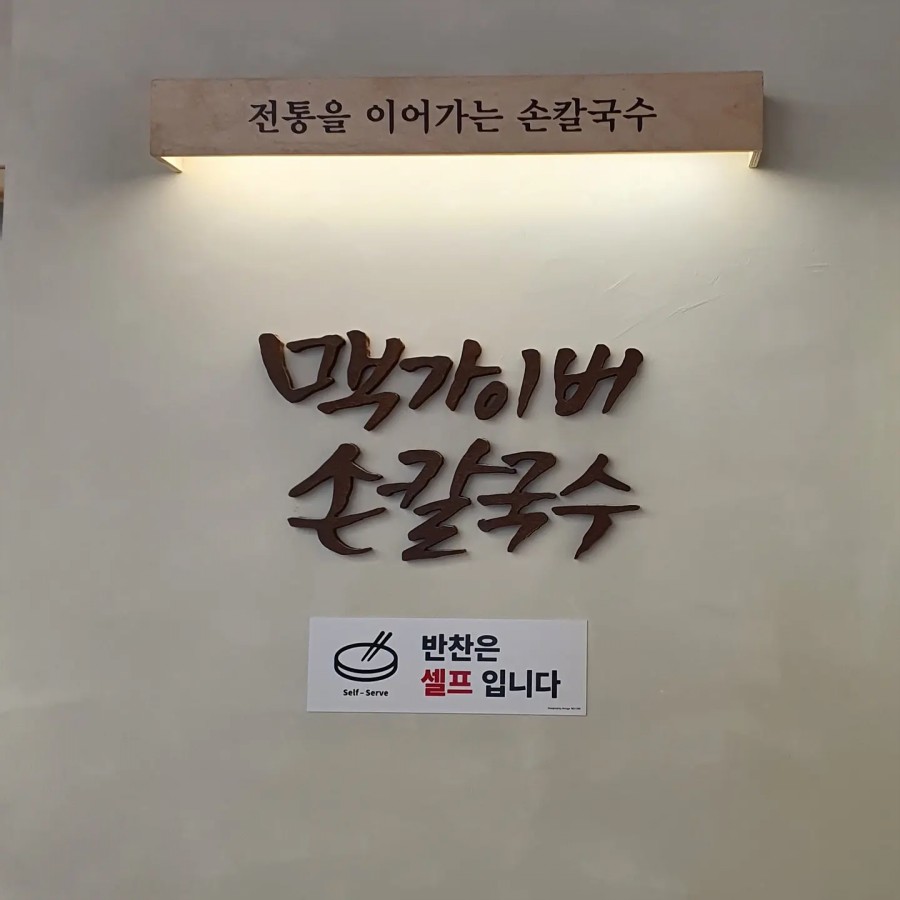 전통을 이어가는 손칼국수
맥가이버
손칼국수
반찬은
셀프 입니다
Self-Serve